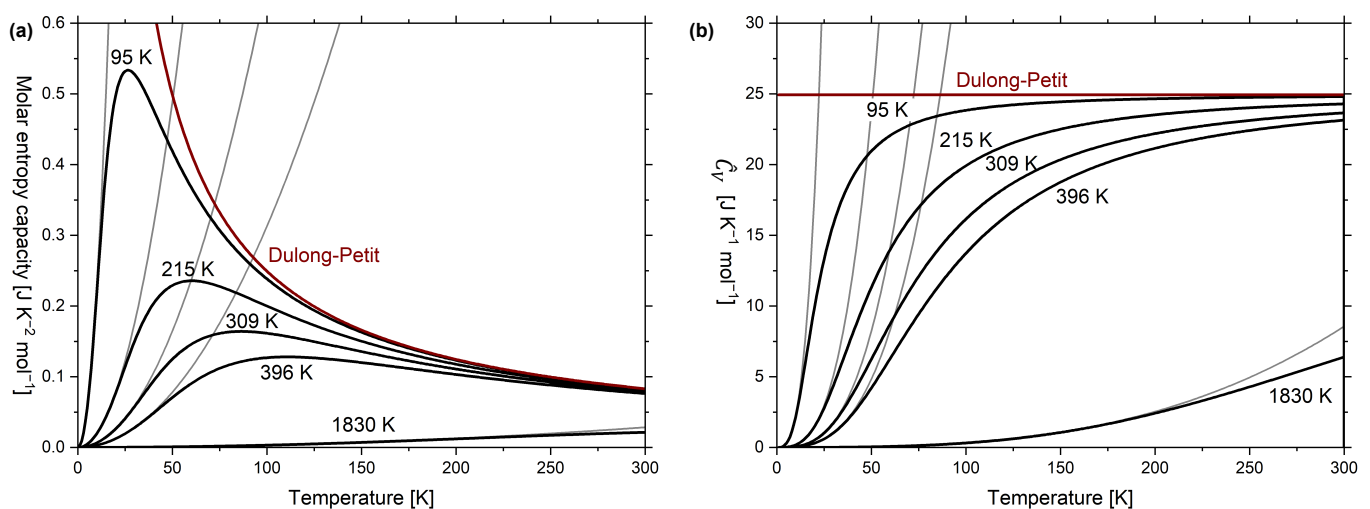 (a)
Molar entropy capacity [J K⁻² mol⁻¹]
0.6
0.5
0.4
0.3
0.2
0.1
0.0
95 K
Dulong-Petit
215 K
309 K
396 K
1830 K
0
50
100
150
200
250
300
Temperature [K]
(b)
Ĉ_V [J K⁻¹ mol⁻¹]
30
25
20
15
10
5
0
Dulong-Petit
95 K
215 K
309 K
396 K
1830 K
0
50
100
150
200
250
300
Temperature [K]